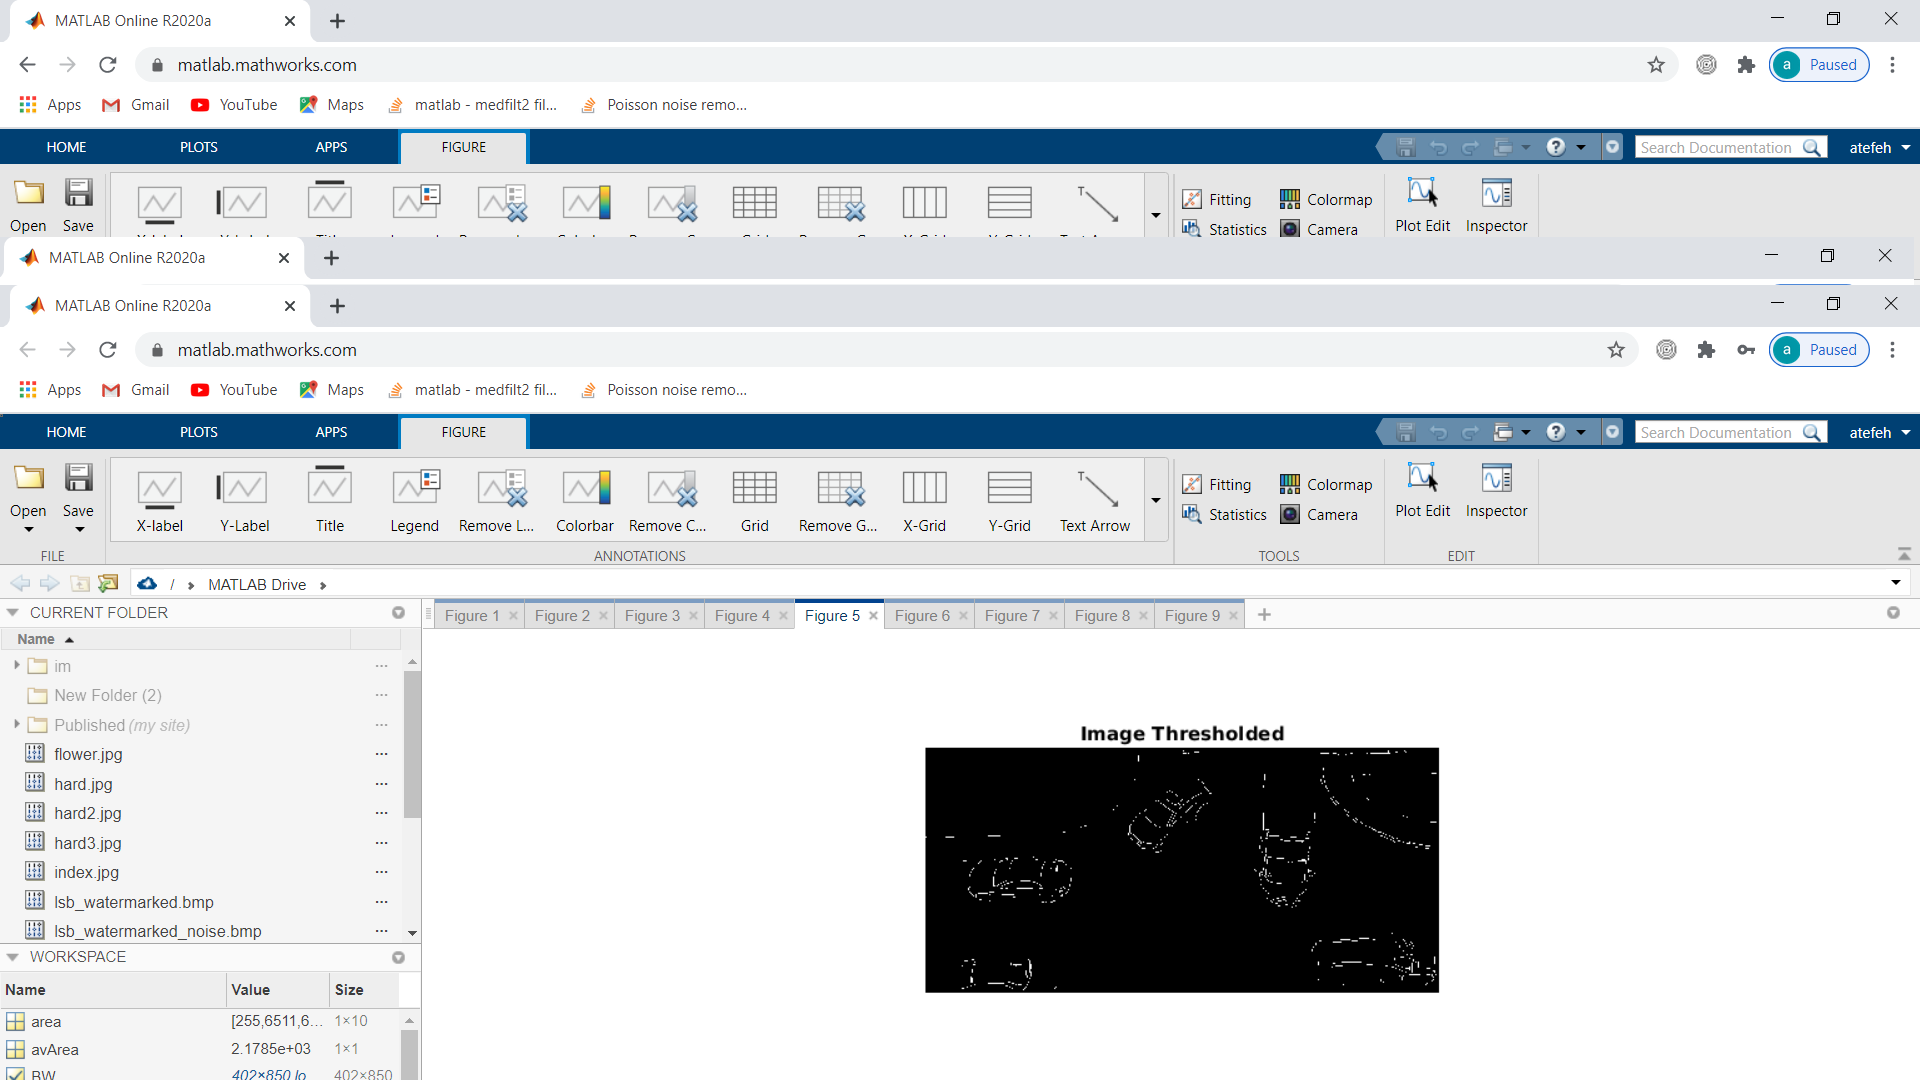 MATLAB Online R2020a
matlab.mathworks.com
a Paused
Apps Gmail YouTube Maps matlab - medfilt2 fil... Poisson noise remo...
HOME PLOTS APPS FIGURE Search Documentation atefeh
Fitting Colormap
Open Save Statistics Camera Plot Edit Inspector
MATLAB Online R2020a
MATLAB Online R2020a
matlab.mathworks.com
a Paused
Apps Gmail YouTube Maps matlab - medfilt2 fil... Poisson noise remo...
HOME PLOTS APPS FIGURE Search Documentation atefeh
Fitting Colormap
Open Save Statistics Camera Plot Edit Inspector
X-label Y-Label Title Legend Remove L... Colorbar Remove C... Grid Remove G... X-Grid Y-Grid Text Arrow
FILE ANNOTATIONS TOOLS EDIT
/ MATLAB Drive
CURRENT FOLDER
Figure 1 Figure 2 Figure 3 Figure 4 Figure 5 Figure 6 Figure 7 Figure 8 Figure 9
Name
im
New Folder (2)
Published (my site)
flower.jpg
hard.jpg
hard2.jpg
hard3.jpg
index.jpg
lsb_watermarked.bmp
lsb_watermarked_noise.bmp
Image Thresholded
WORKSPACE
Name Value Size
area [255,6511,6... 1×10
avArea 2.1785e+03 1×1
BW 402×850 lo 402×850